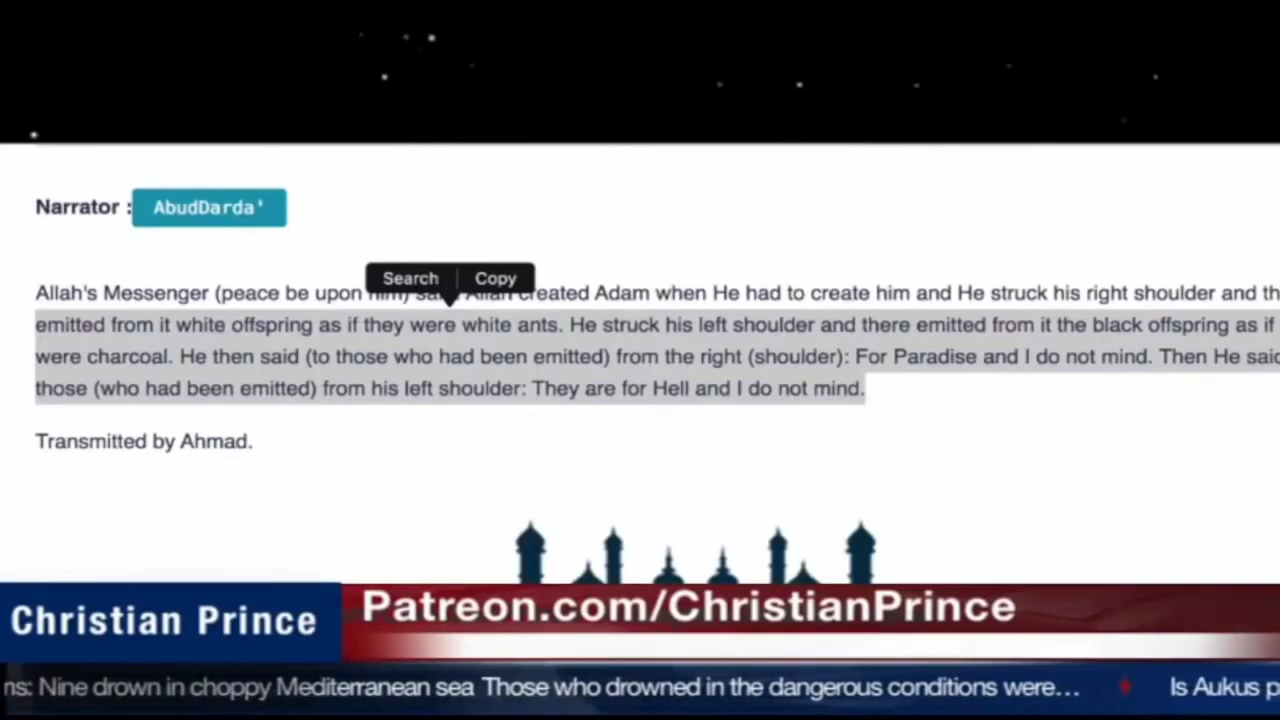 Narrator : AbudDarda'
Search Copy
Allah's Messenger (peace be upon him) said: Allah created Adam when He had to create him and He struck his right shoulder and th
emitted from it white offspring as if they were white ants. He struck his left shoulder and there emitted from it the black offspring as if
were charcoal. He then said (to those who had been emitted) from the right (shoulder): For Paradise and I do not mind. Then He said
those (who had been emitted) from his left shoulder: They are for Hell and I do not mind.
Transmitted by Ahmad.
Christian Prince
Patreon.com/ChristianPrince
ns: Nine drown in choppy Mediterranean sea Those who drowned in the dangerous conditions were... Is Aukus p